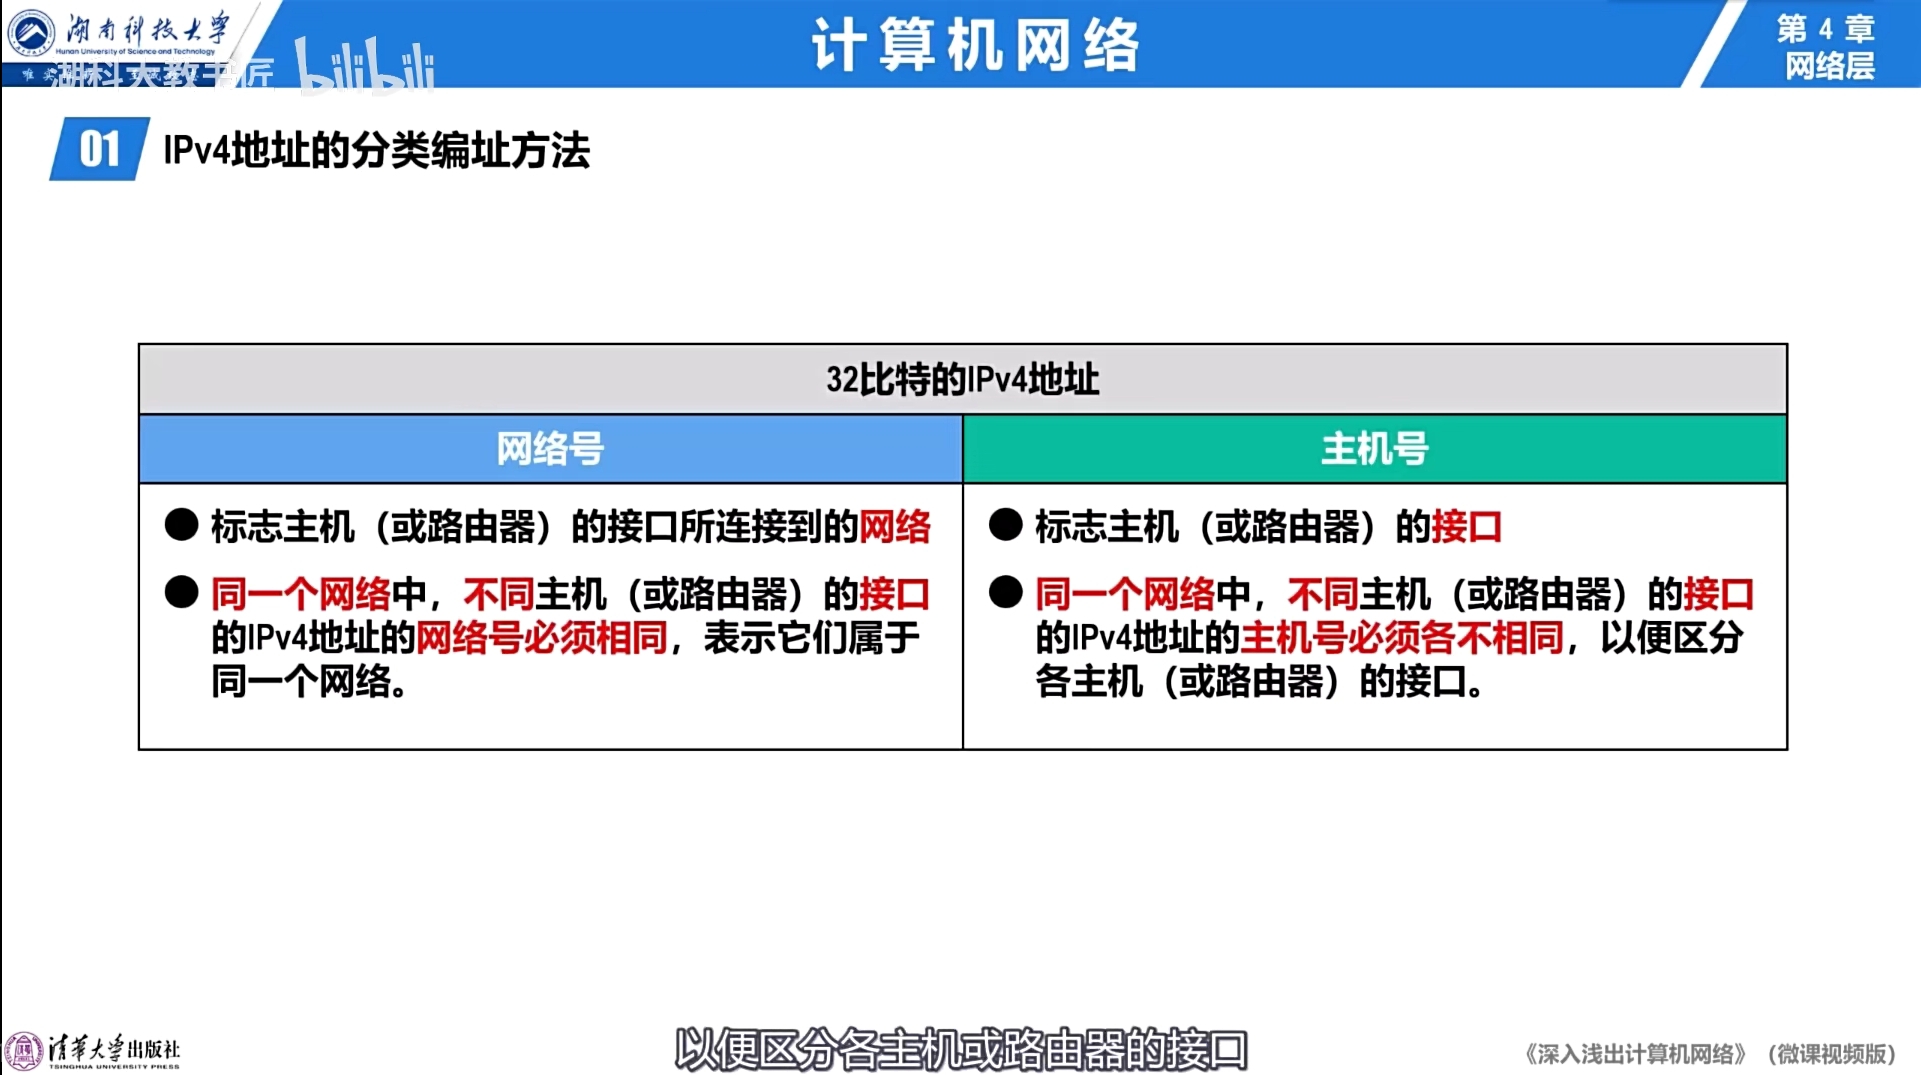 湖南科技大学
Hunan University of Science and Technology
湖科大教书匠 bilibili
计算机网络
第 4 章
网络层
01 IPv4地址的分类编址方法
32比特的IPv4地址
网络号
主机号
● 标志主机（或路由器）的接口所连接到的网络
● 同一个网络中，不同主机（或路由器）的接口
的IPv4地址的网络号必须相同，表示它们属于
同一个网络。
● 标志主机（或路由器）的接口
● 同一个网络中，不同主机（或路由器）的接口
的IPv4地址的主机号必须各不相同，以便区分
各主机（或路由器）的接口。
以便区分各主机或路由器的接口
清华大学出版社
TSINGHUA UNIVERSITY PRESS
《深入浅出计算机网络》（微课视频版）